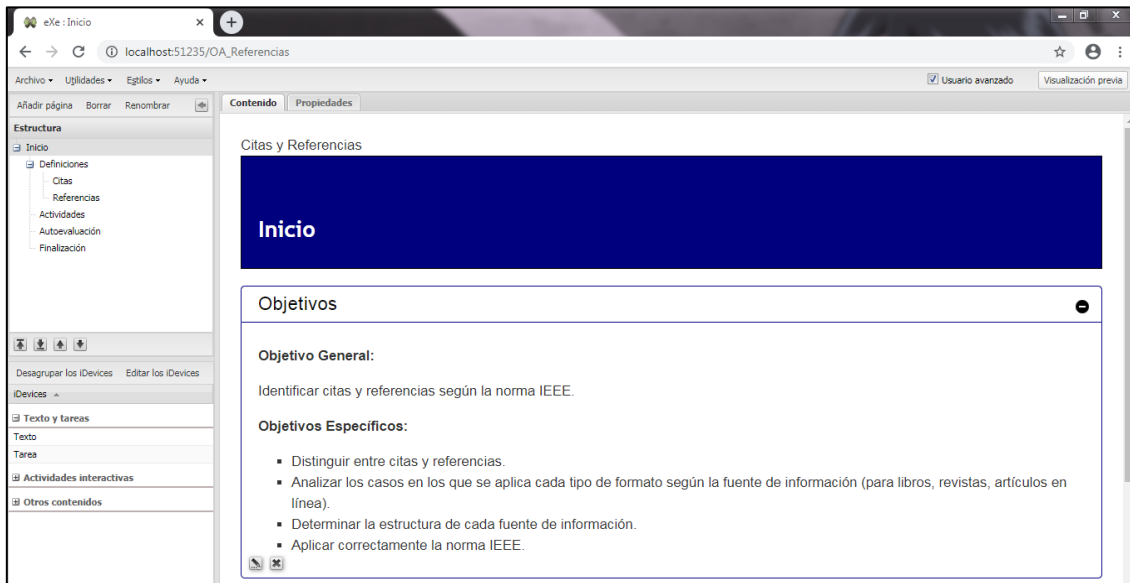 eXe : Inicio
localhost:51235/OA_Referencias
Archivo Utilidades Estilos Ayuda
Usuario avanzado Visualización previa
Añadir página Borrar Renombrar
Contenido Propiedades
Estructura
Inicio
Definiciones
Citas
Referencias
Actividades
Autoevaluación
Finalización
Desagrupar los iDevices Editar los iDevices
iDevices
Texto y tareas
Texto
Tarea
Actividades interactivas
Otros contenidos
Citas y Referencias
Inicio
Objetivos
Objetivo General:
Identificar citas y referencias según la norma IEEE.
Objetivos Específicos:
Distinguir entre citas y referencias.
Analizar los casos en los que se aplica cada tipo de formato según la fuente de información (para libros, revistas, artículos en
línea).
Determinar la estructura de cada fuente de información.
Aplicar correctamente la norma IEEE.